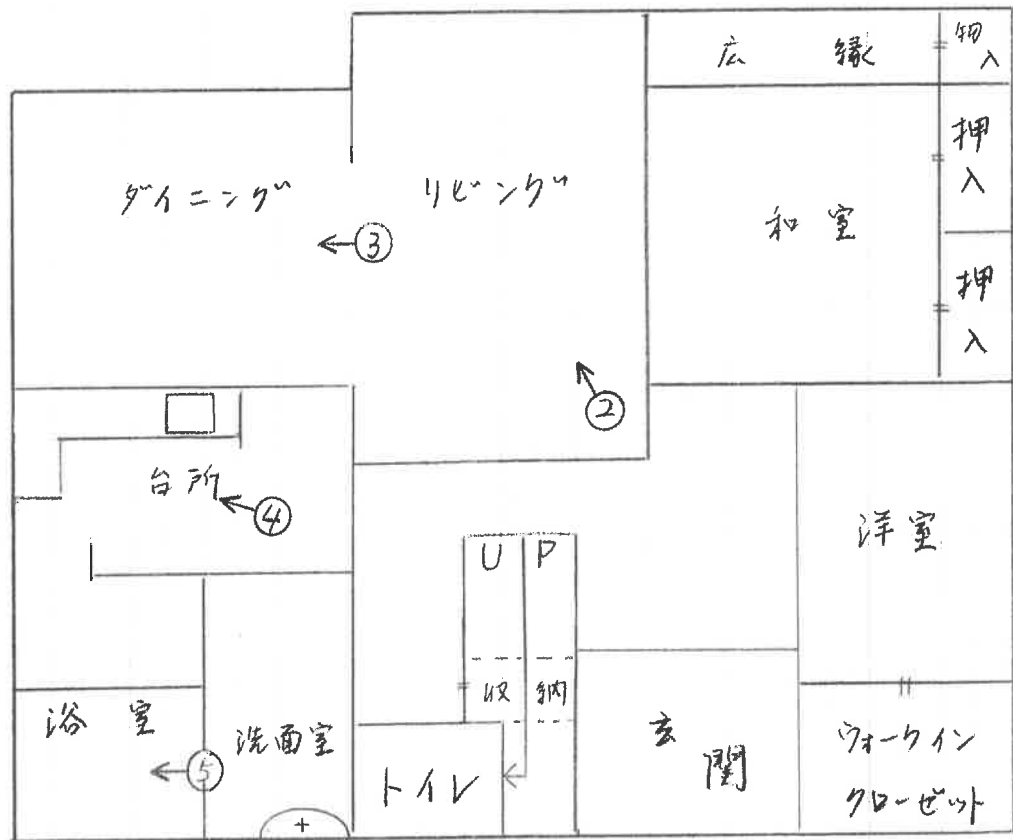 広 縁
物入
ダイニング
リビング
押入
和室
③
押入
②
台所
④
洋室
UP
収納
浴室
洗面室
⑤
トイレ
玄関
ウォークイン
クローゼット